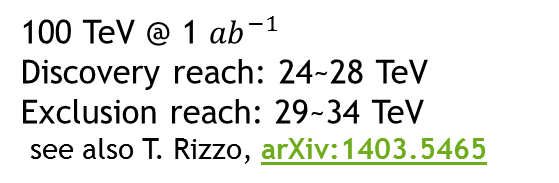 100 TeV @ 1 𝑎𝑏⁻¹
Discovery reach: 24~28 TeV
Exclusion reach: 29~34 TeV
see also T. Rizzo, arXiv:1403.5465